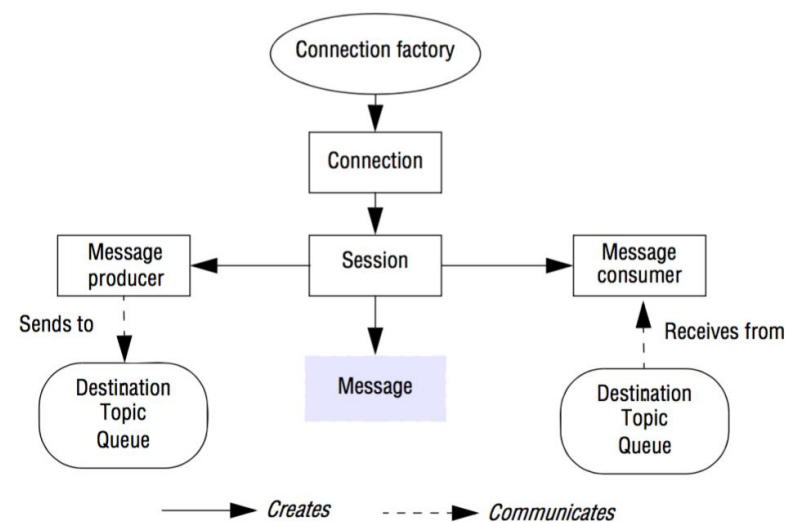 Connection factory
Connection
Message
producer
Session
Message
consumer
Sends to
Receives from
Message
Destination
Topic
Queue
Destination
Topic
Queue
Creates
Communicates